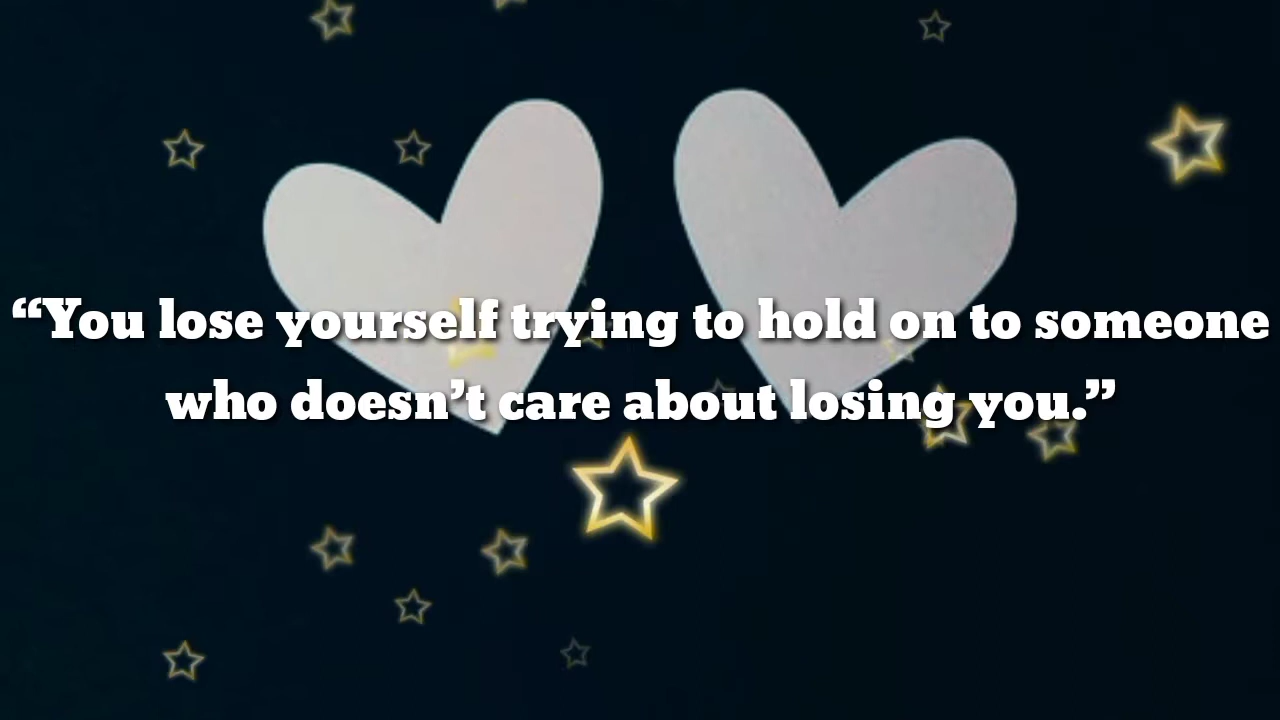 “You lose yourself trying to hold on to someone
who doesn’t care about losing you.”